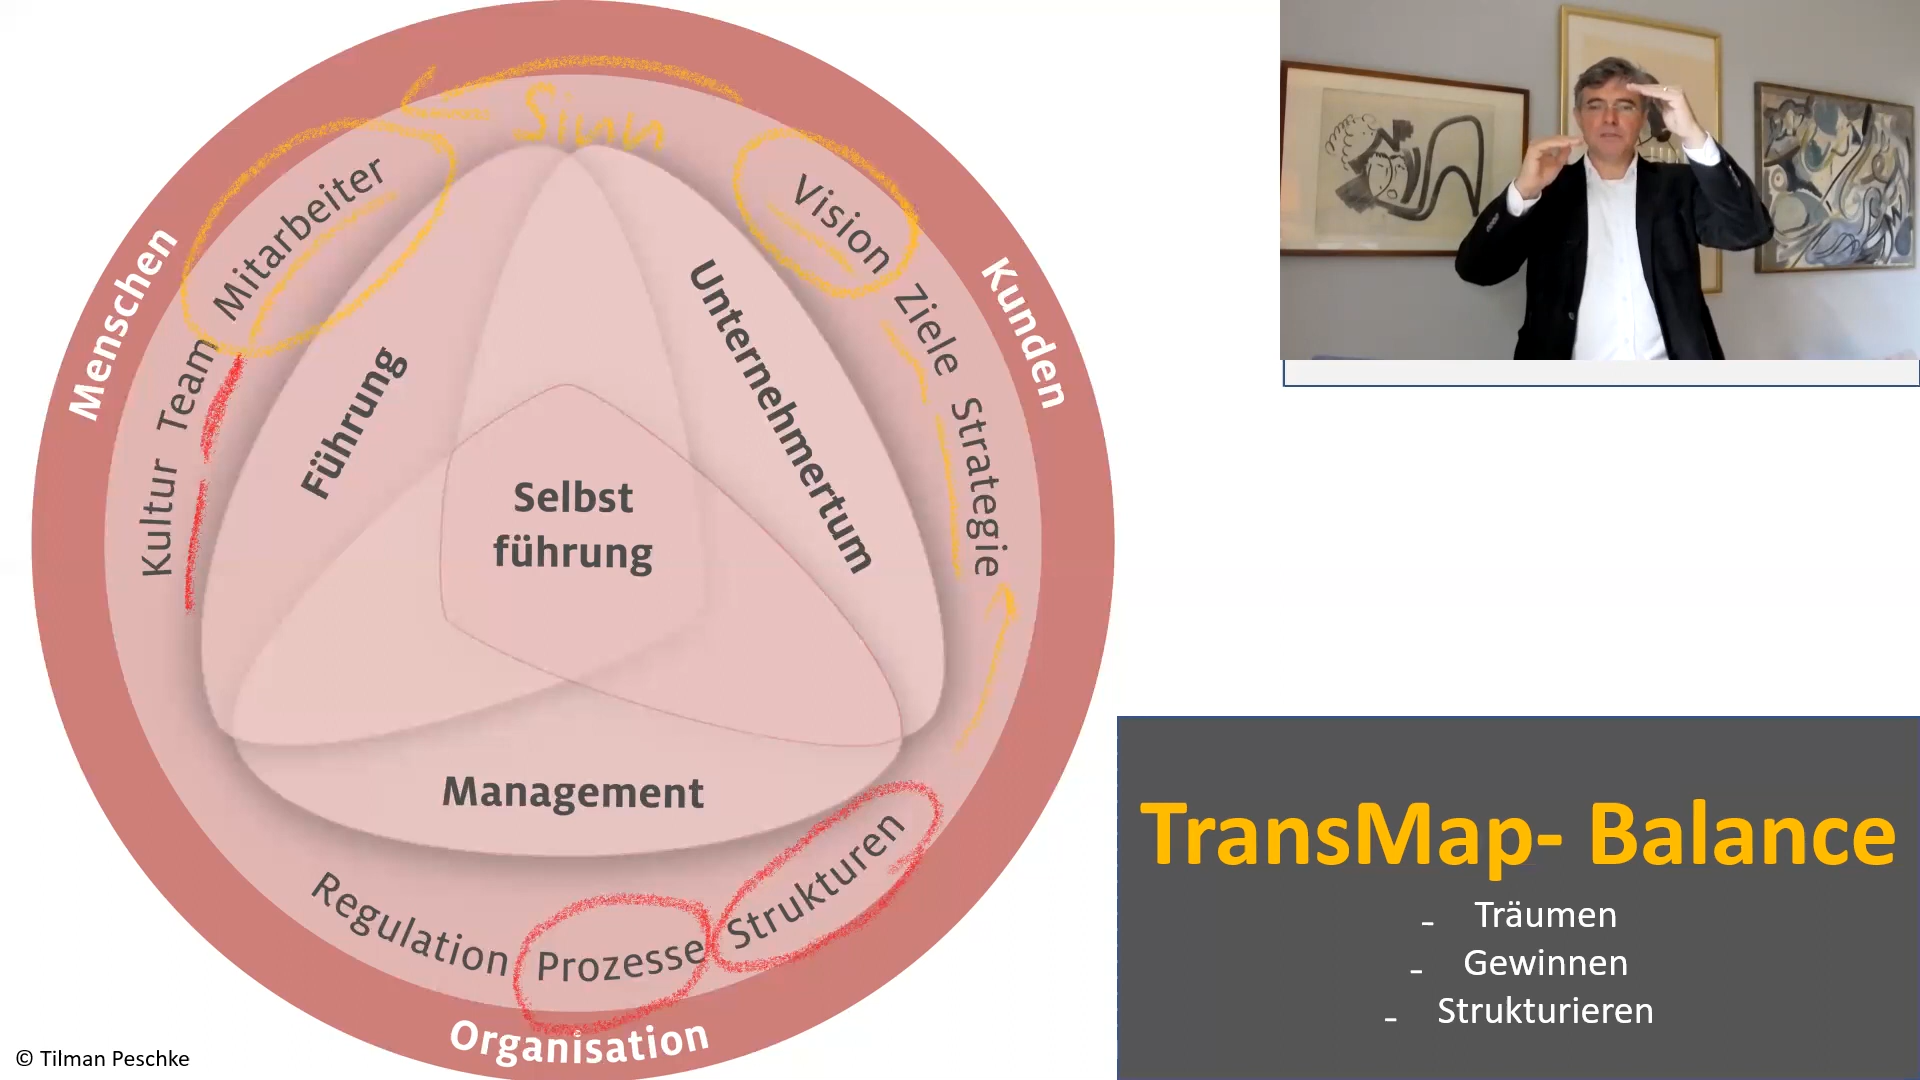 Sinn
Menschen
Mitarbeiter
Team
Kultur
Vision
Ziele
Strategie
Kunden
Führung
Unternehmertum
Selbst
führung
Management
Regulation
Prozesse
Strukturen
Organisation
© Tilman Peschke
TransMap- Balance
- Träumen
- Gewinnen
- Strukturieren